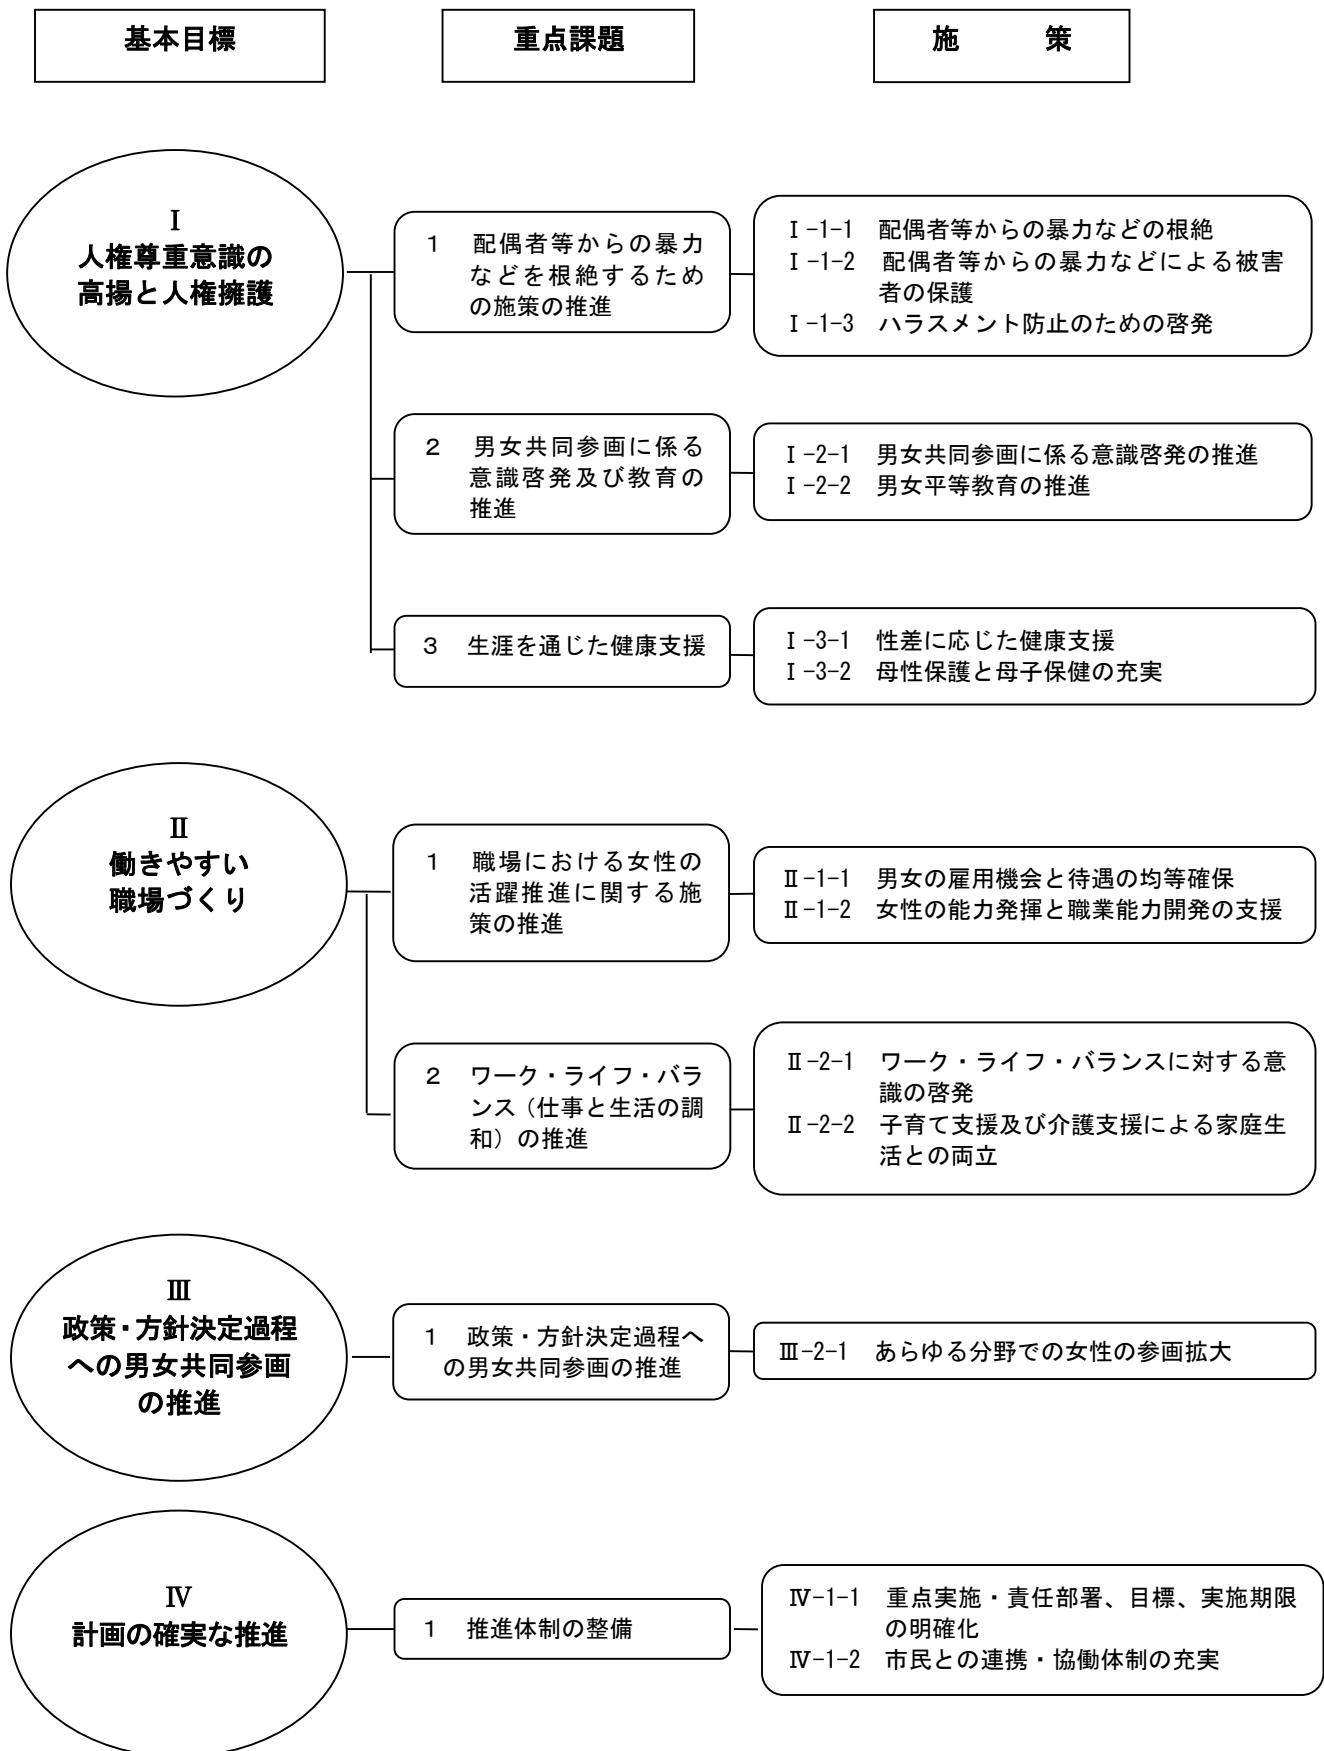 基本目標
重点課題
施　策
Ⅰ
人権尊重意識の
高揚と人権擁護
1　配偶者等からの暴力
などを根絶するため
の施策の推進
Ⅰ-1-1　配偶者等からの暴力などの根絶
Ⅰ-1-2　配偶者等からの暴力などによる被害
者の保護
Ⅰ-1-3　ハラスメント防止のための啓発
2　男女共同参画に係る
意識啓発及び教育の
推進
Ⅰ-2-1　男女共同参画に係る意識啓発の推進
Ⅰ-2-2　男女平等教育の推進
3　生涯を通じた健康支援
Ⅰ-3-1　性差に応じた健康支援
Ⅰ-3-2　母性保護と母子保健の充実
Ⅱ
働きやすい
職場づくり
1　職場における女性の
活躍推進に関する施
策の推進
Ⅱ-1-1　男女の雇用機会と待遇の均等確保
Ⅱ-1-2　女性の能力発揮と職業能力開発の支援
2　ワーク・ライフ・バラ
ンス（仕事と生活の調
和）の推進
Ⅱ-2-1　ワーク・ライフ・バランスに対する意
識の啓発
Ⅱ-2-2　子育て支援及び介護支援による家庭生
活との両立
Ⅲ
政策・方針決定過程
への男女共同参画
の推進
1　政策・方針決定過程へ
の男女共同参画の推進
Ⅲ-2-1　あらゆる分野での女性の参画拡大
Ⅳ
計画の確実な推進
1　推進体制の整備
Ⅳ-1-1　重点実施・責任部署、目標、実施期限
の明確化
Ⅳ-1-2　市民との連携・協働体制の充実